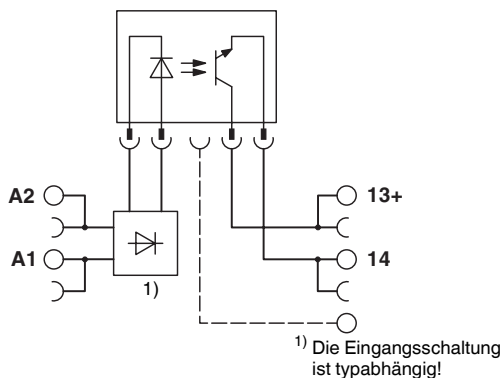 A2
13+
A1
14
1)
1) Die Eingangsschaltung
ist typabhängig!